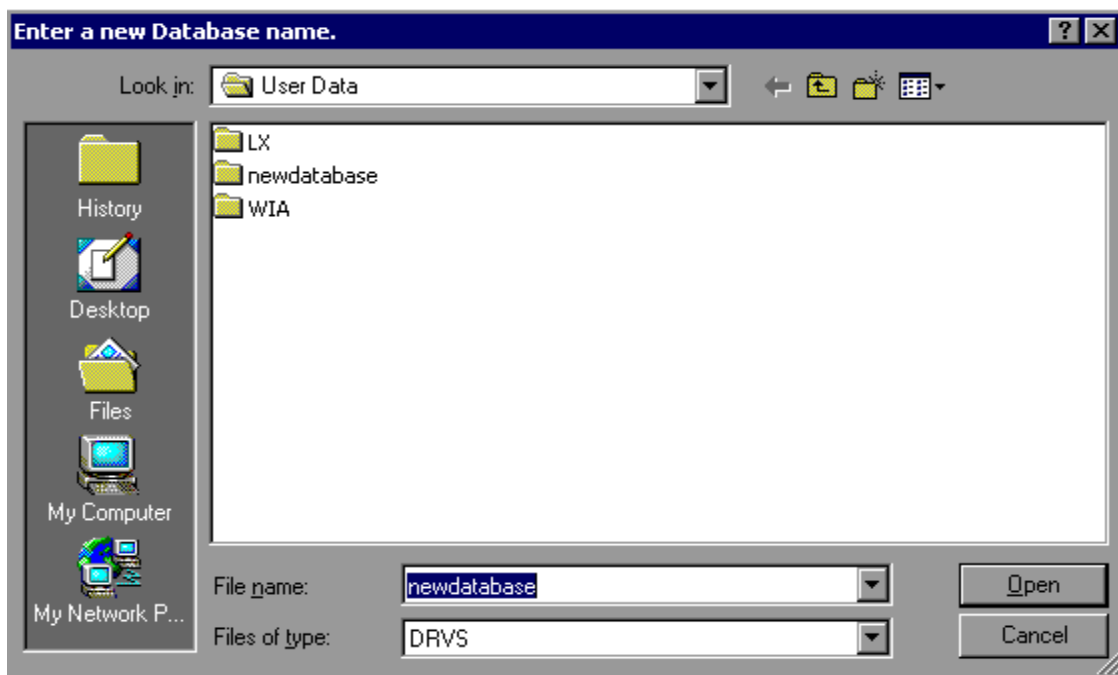 Enter a new Database name.
Look in: User Data
LX
newdatabase
WIA
History
Desktop
Files
My Computer
My Network P...
File name: newdatabase Open
Files of type: DRVS Cancel